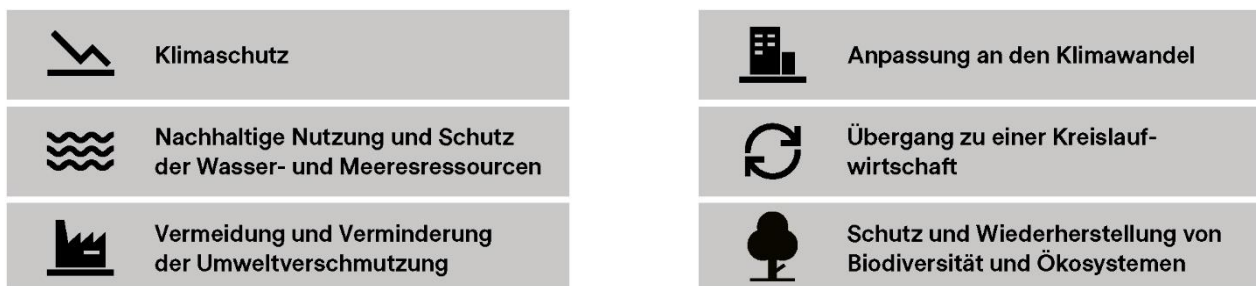 Klimaschutz
Anpassung an den Klimawandel
Nachhaltige Nutzung und Schutz
der Wasser- und Meeresressourcen
Übergang zu einer Kreislauf-
wirtschaft
Vermeidung und Verminderung
der Umweltverschmutzung
Schutz und Wiederherstellung von
Biodiversität und Ökosystemen